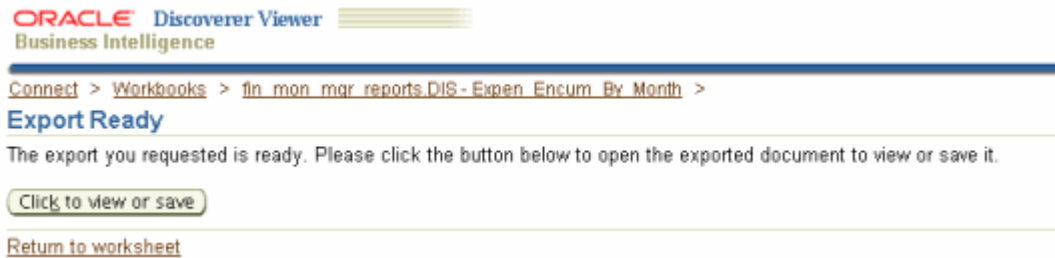 ORACLE® Discoverer Viewer
Business Intelligence
Connect > Workbooks > fin_mon_mgr_reports.DIS - Expen_Encum_By_Month >
Export Ready
The export you requested is ready. Please click the button below to open the exported document to view or save it.
Click to view or save
Return to worksheet